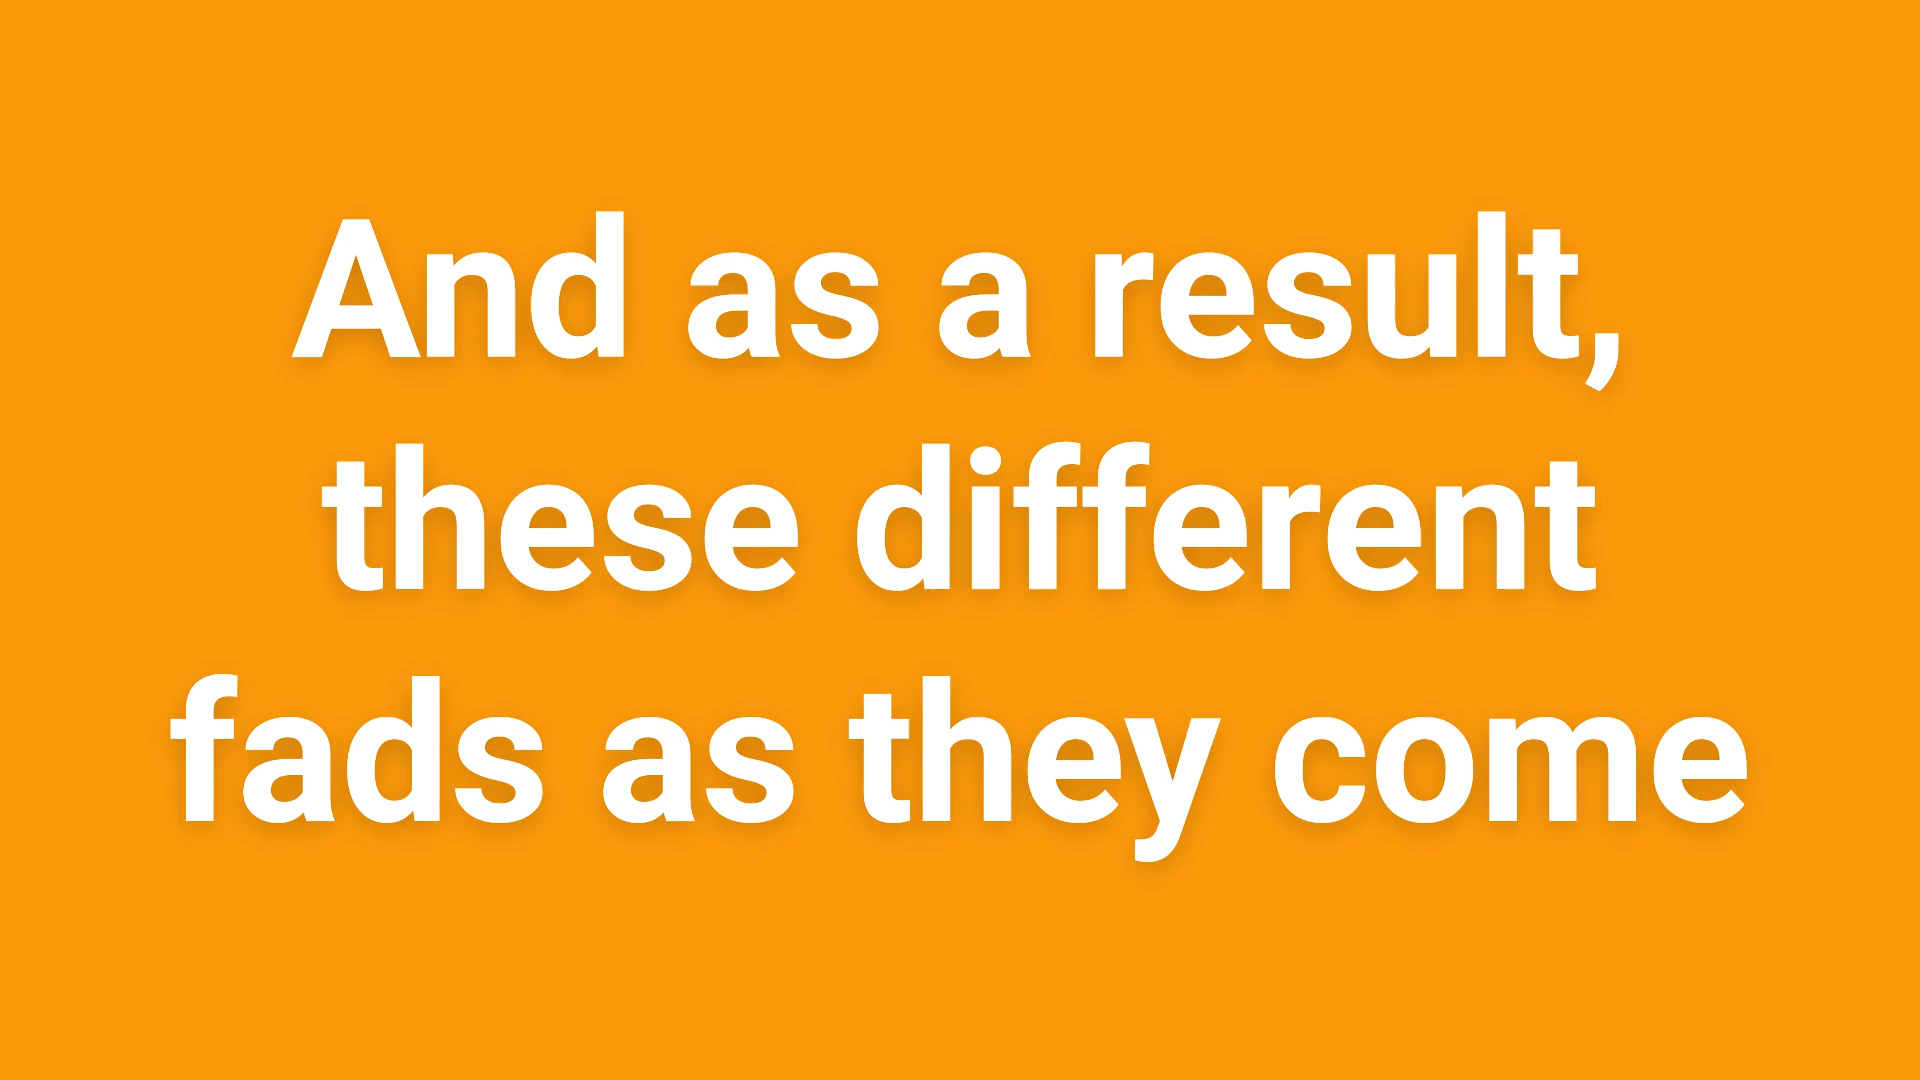 And as a result,
these different
fads as they come